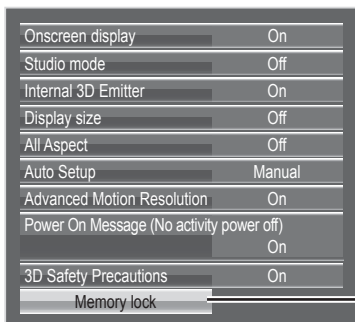 Onscreen display On
Studio mode Off
Internal 3D Emitter On
Display size Off
All Aspect Off
Auto Setup Manual
Advanced Motion Resolution On
Power On Message (No activity power off)
On
3D Safety Precautions On
Memory lock